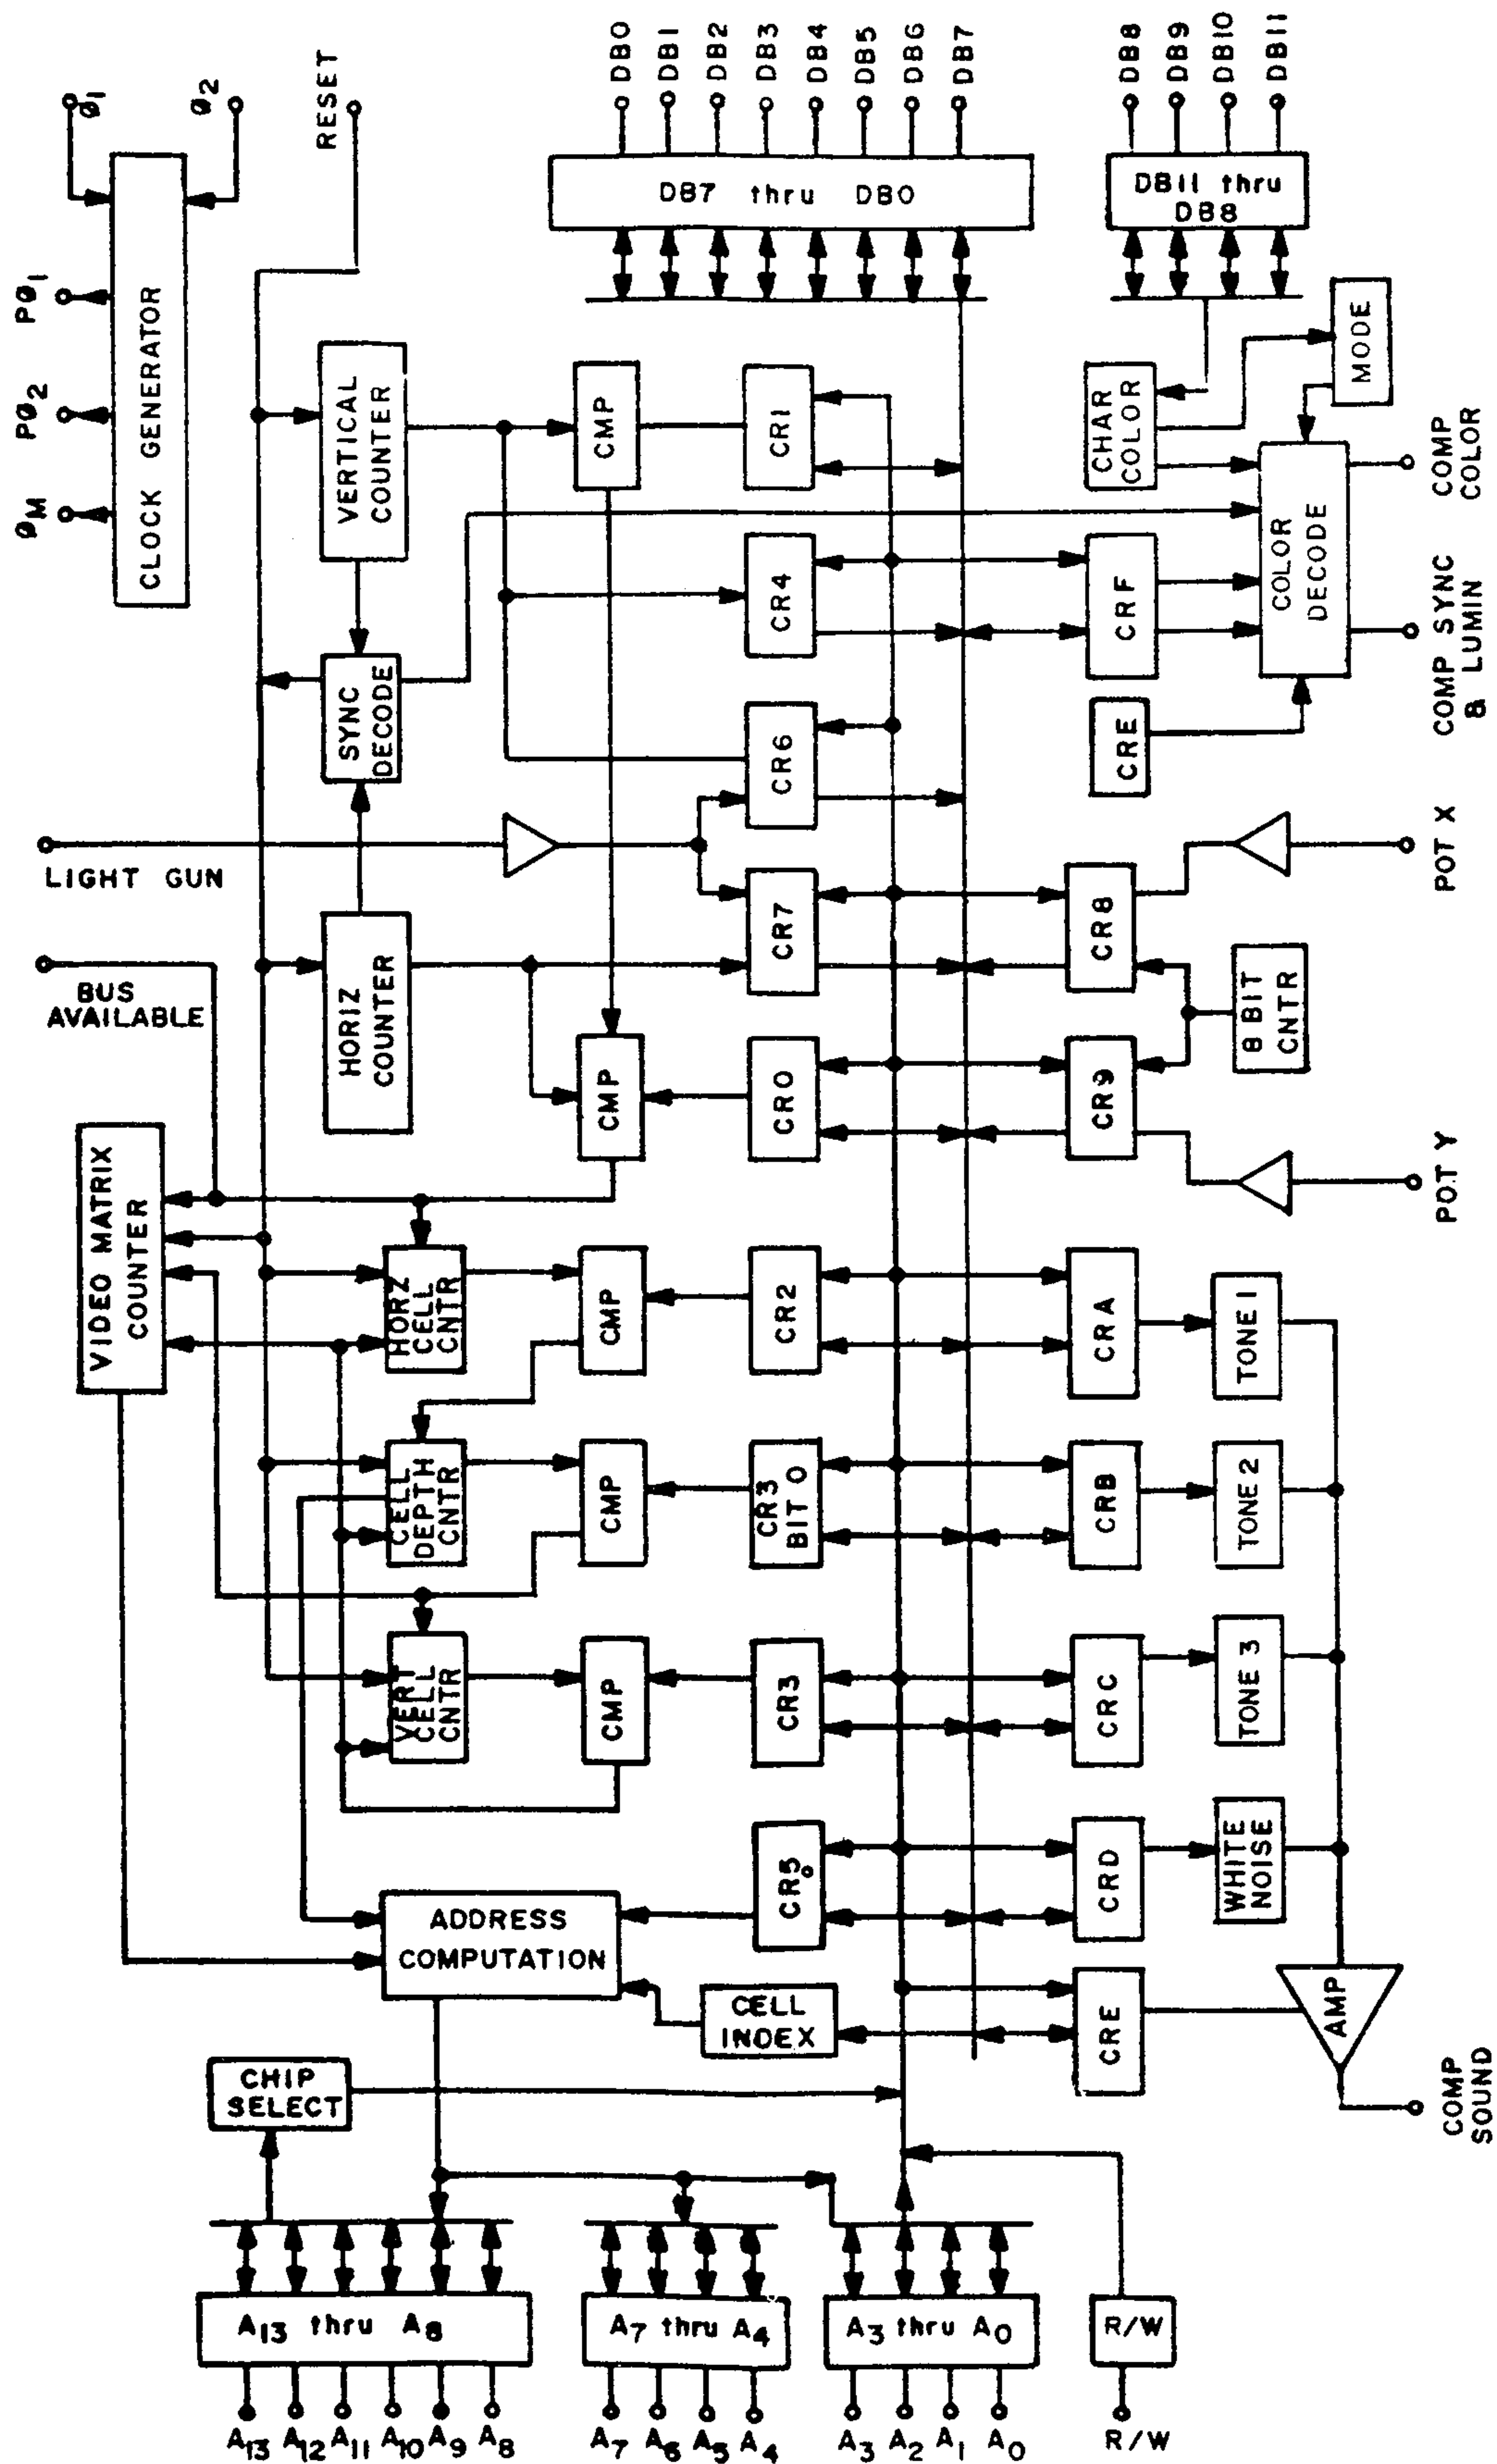 Ø1
Ø2
PØ1
PØ2
ØM
CLOCK GENERATOR
RESET
DB0
DB1
DB2
DB3
DB4
DB5
DB6
DB7
DB7 thru DB0
DB8
DB9
DB10
DB11
DB11 thru
DB8
VERTICAL
COUNTER
CMP
CR1
CHAR
COLOR
MODE
COMP
COLOR
SYNC
DECODE
CR4
CRF
COLOR
DECODE
COMP SYNC
& LUMIN
CR6
CRE
LIGHT GUN
CR7
CR8
POT X
BUS
AVAILABLE
HORIZ
COUNTER
CMP
CR0
CR9
8 BIT
CNTR
POT Y
VIDEO MATRIX
COUNTER
HORZ
CELL
CNTR
CMP
CR2
CRA
TONE 1
CELL
DEPTH
CNTR
CMP
CR3
BIT 0
CRB
TONE 2
VERT
CELL
CNTR
CMP
CR3
CRC
TONE 3
ADDRESS
COMPUTATION
CR5
CRD
WHITE
NOISE
CELL
INDEX
CRE
AMP
COMP
SOUND
CHIP
SELECT
A13 thru A8
A7 thru A4
A3 thru A0
R/W
A13
A12
A11
A10
A9
A8
A7
A6
A5
A4
A3
A2
A1
A0
R/W